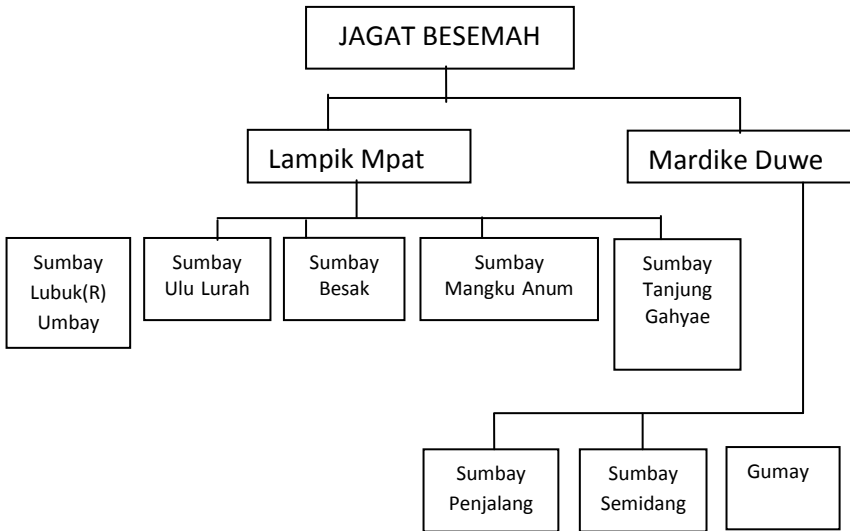 JAGAT BESEMAH
Lampik Mpat
Mardike Duwe
Sumbay
Lubuk(R)
Umbay
Sumbay
Ulu Lurah
Sumbay
Besak
Sumbay
Mangku Anum
Sumbay
Tanjung
Gahyae
Sumbay
Penjalang
Sumbay
Semidang
Gumay